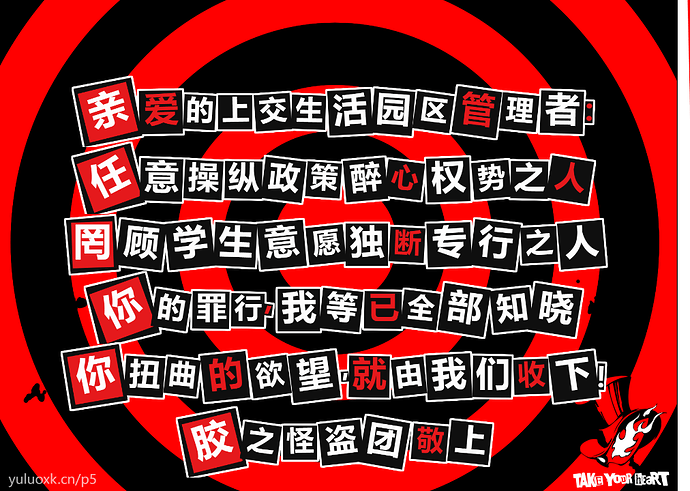 亲爱的上交生活园区管理者:
任意操纵政策醉心权势之人
罔顾学生意愿独断专行之人
你的罪行,我等己全部知晓
你扭曲的欲望,就由我们收下!
胶之怪盗团敬上
TAKE YOUR HEART
yuluoxk.cn/p5